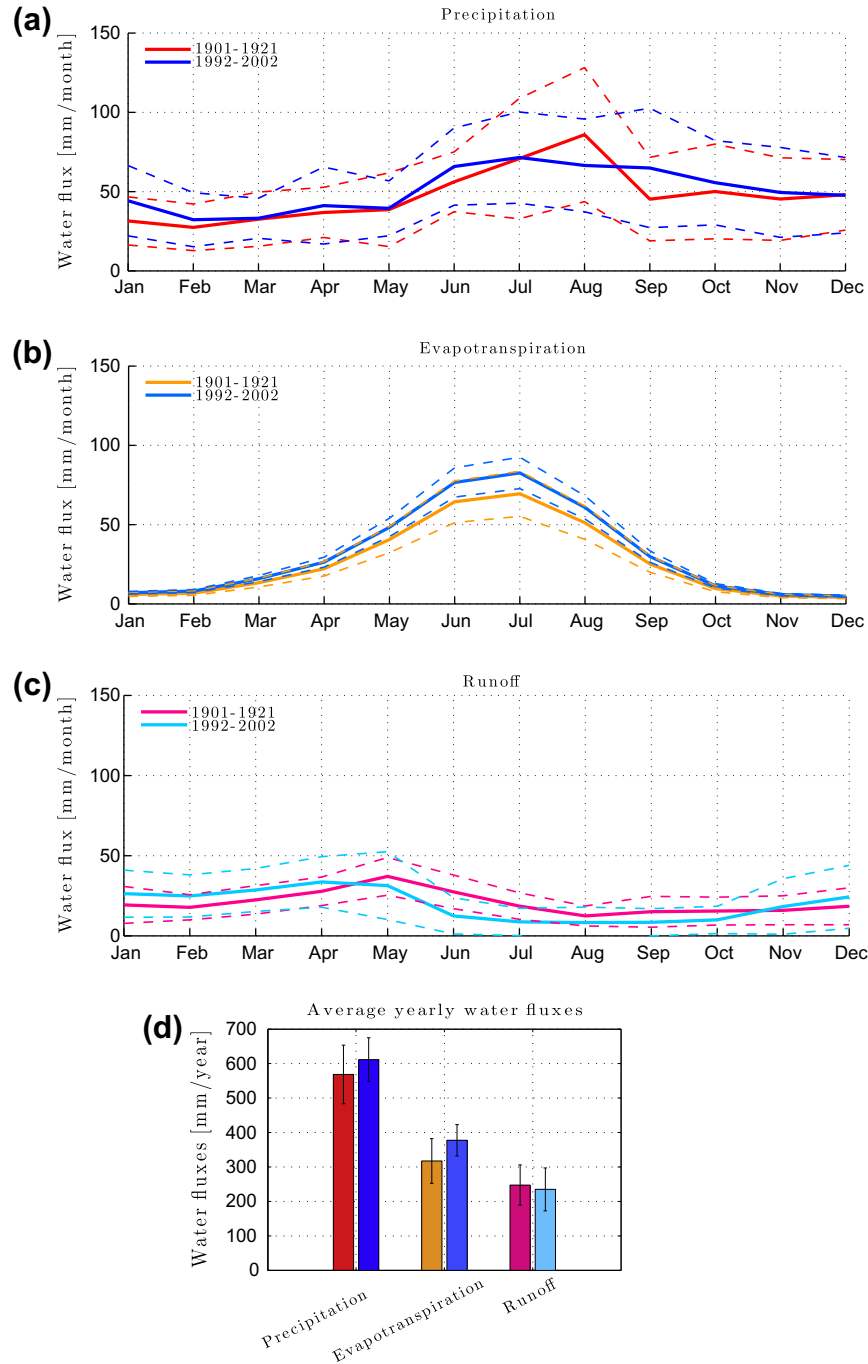 (a)
Precipitation
Water flux [mm/month]
150
100
50
0
1901-1921
1992-2002
Jan Feb Mar Apr May Jun Jul Aug Sep Oct Nov Dec
(b)
Evapotranspiration
Water flux [mm/month]
150
100
50
0
1901-1921
1992-2002
Jan Feb Mar Apr May Jun Jul Aug Sep Oct Nov Dec
(c)
Runoff
Water flux [mm/month]
150
100
50
0
1901-1921
1992-2002
Jan Feb Mar Apr May Jun Jul Aug Sep Oct Nov Dec
(d)
Average yearly water fluxes
Water fluxes [mm/year]
700
600
500
400
300
200
100
0
Precipitation
Evapotranspiration
Runoff